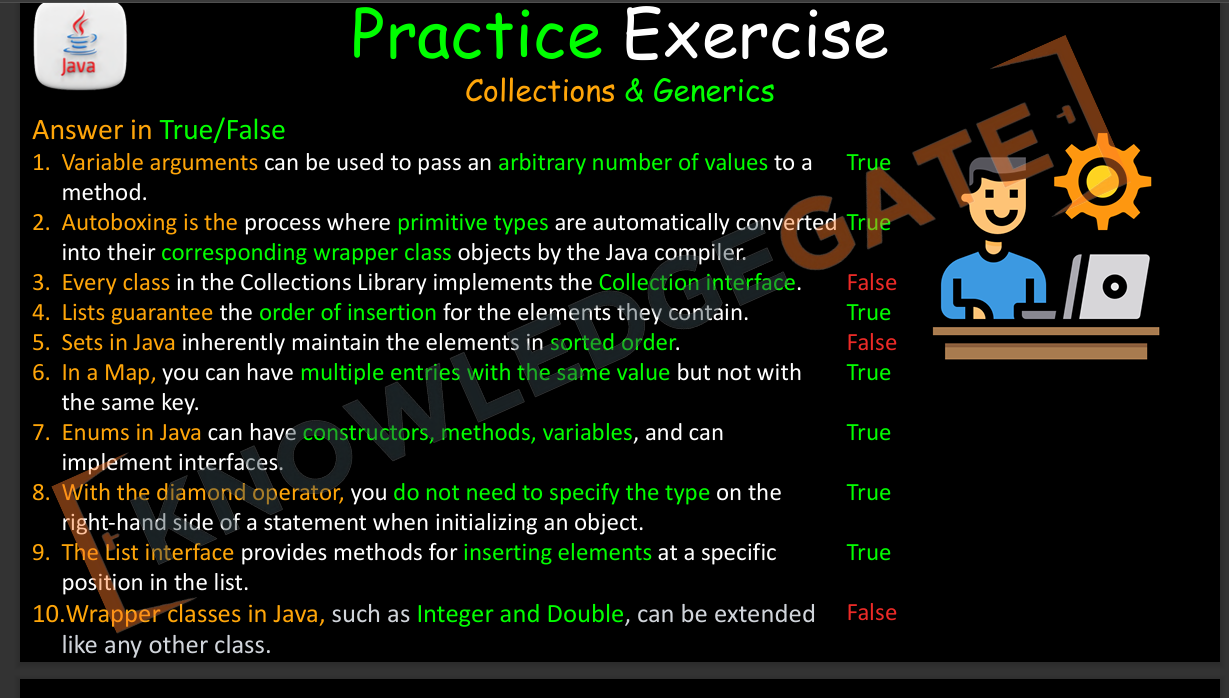 Java
Practice Exercise
Collections & Generics
Answer in True/False
1. Variable arguments can be used to pass an arbitrary number of values to a True
method.
2. Autoboxing is the process where primitive types are automatically converted True
into their corresponding wrapper class objects by the Java compiler.
3. Every class in the Collections Library implements the Collection interface. False
4. Lists guarantee the order of insertion for the elements they contain. True
5. Sets in Java inherently maintain the elements in sorted order. False
6. In a Map, you can have multiple entries with the same value but not with True
the same key.
7. Enums in Java can have constructors, methods, variables, and can True
implement interfaces.
8. With the diamond operator, you do not need to specify the type on the True
right-hand side of a statement when initializing an object.
9. The List interface provides methods for inserting elements at a specific True
position in the list.
10.Wrapper classes in Java, such as Integer and Double, can be extended False
like any other class.
KNOWLEDGEGATE